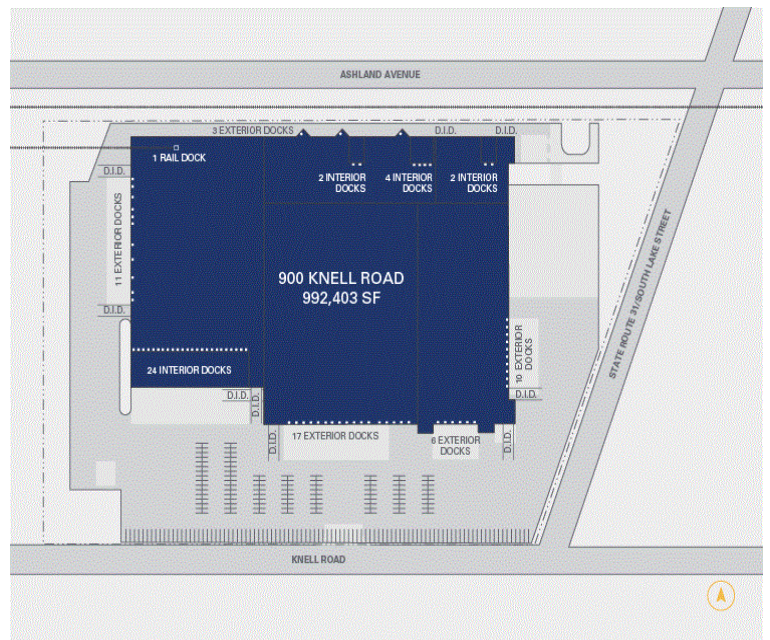 ASHLAND AVENUE
3 EXTERIOR DOCKS
D.I.D.
D.I.D.
1 RAIL DOCK
D.I.D.
2 INTERIOR
DOCKS
4 INTERIOR
DOCKS
2 INTERIOR
DOCKS
11 EXTERIOR DOCKS
900 KNELL ROAD
992,403 SF
STATE ROUTE 31/SOUTH LAKE STREET
D.I.D.
10 EXTERIOR
DOCKS
24 INTERIOR DOCKS
D.I.D.
D.I.D.
D.I.D.
D.I.D.
17 EXTERIOR DOCKS
6 EXTERIOR
DOCKS
D.I.D.
KNELL ROAD